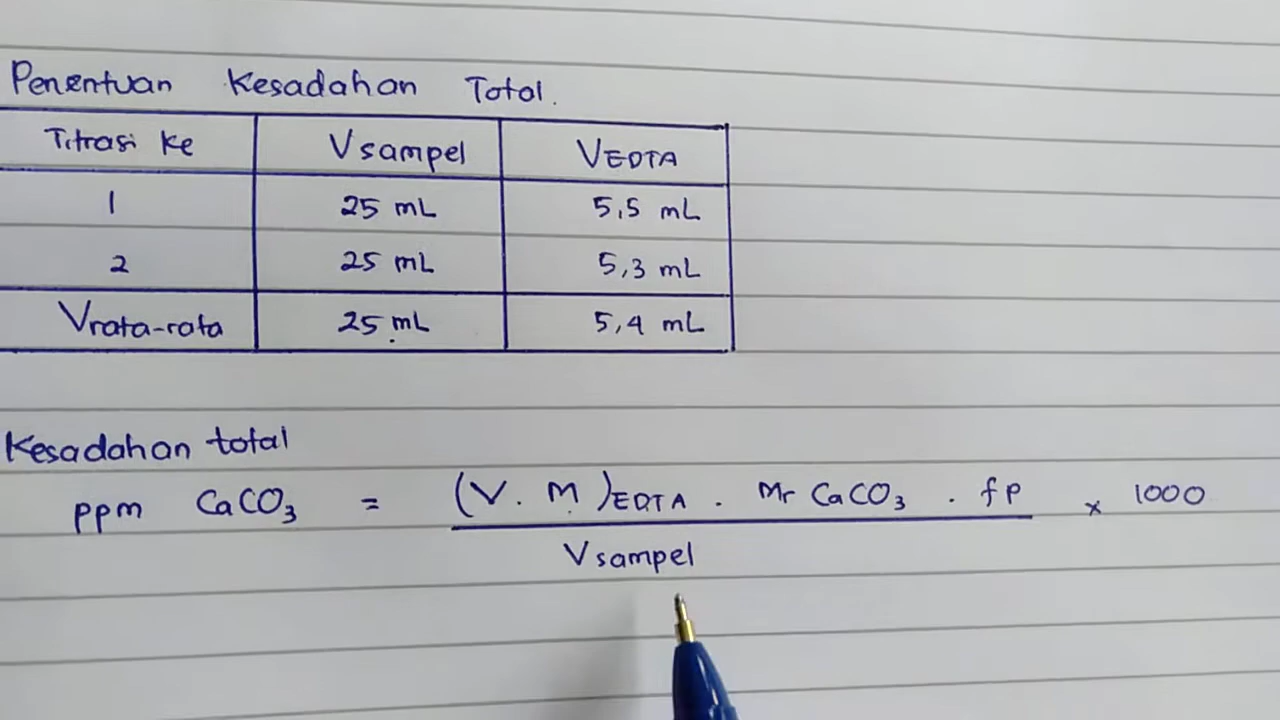 Penentuan Kesadahan Total.
Titrasi ke Vsampel VEDTA
1 25 mL 5,5 mL
2 25 mL 5,3 mL
Vrata-rata 25 mL 5,4 mL
Kesadahan total
ppm CaCO3 = (V. M)EDTA . Mr CaCO3 . fp x 1000
Vsampel